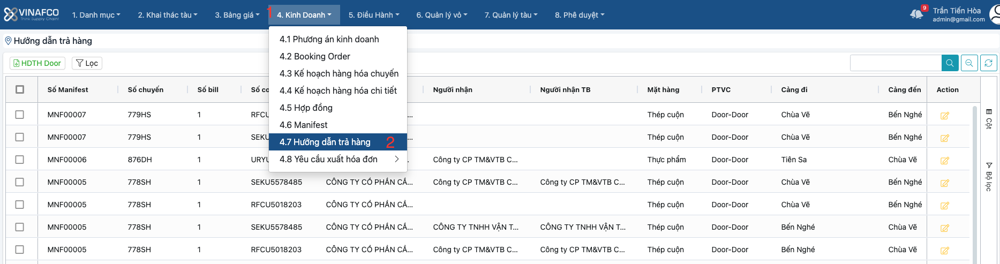 VINAFCO
Think Supply Chain!
1. Danh mục
2. Khai thác tàu
3. Bảng giá
1
4. Kinh Doanh
5. Điều Hành
6. Quản lý vỏ
7. Quản lý tàu
8. Phê duyệt
9
Trần Tiến Hòa
admin@gmail.com
4.1 Phương án kinh doanh
4.2 Booking Order
4.3 Kế hoạch hàng hóa chuyến
4.4 Kế hoạch hàng hóa chi tiết
4.5 Hợp đồng
4.6 Manifest
4.7 Hướng dẫn trả hàng 2
4.8 Yêu cầu xuất hóa đơn
Hướng dẫn trả hàng
HDTH Door
Lọc
Số Manifest Số chuyến Số bill Số co Người nhận Người nhận TB Mặt hàng PTVC Cảng đi Cảng đến Action
MNF00007 779HS 1 RFCU ... Thép cuộn Door-Door Chùa Vẽ Bến Nghé
MNF00007 779HS 1 SEKU ... Thép cuộn Door-Door Chùa Vẽ Bến Nghé
MNF00006 876DH 1 URYU . Công ty CP TM&VTB C... Thực phẩm Door-Door Tiên Sa Chùa Vẽ
MNF00005 778SH 1 SEKU5578485 CÔNG TY CỔ PHẦN CẢ... Công ty CP TM&VTB C... Công ty CP TM&VTB C... Thép cuộn Door-Door Chùa Vẽ Bến Nghé
MNF00005 778SH 1 RFCU5018203 CÔNG TY CỔ PHẦN CẢ... Thép cuộn Door-Door Chùa Vẽ Bến Nghé
MNF00005 778SH 1 SEKU5578485 CÔNG TY CỔ PHẦN CẢ... CÔNG TY TNHH VẬN T... CÔNG TY TNHH VẬN T... Thép cuộn Door-Door Bến Nghé Chùa Vẽ
MNF00005 778SH 1 RFCU5018203 CÔNG TY CỔ PHẦN CẢ... Công ty CP TM&VTB C... Công ty CP TM&VTB C... Thép cuộn Door-Door Bến Nghé Chùa Vẽ
Cột
Bộ lọc